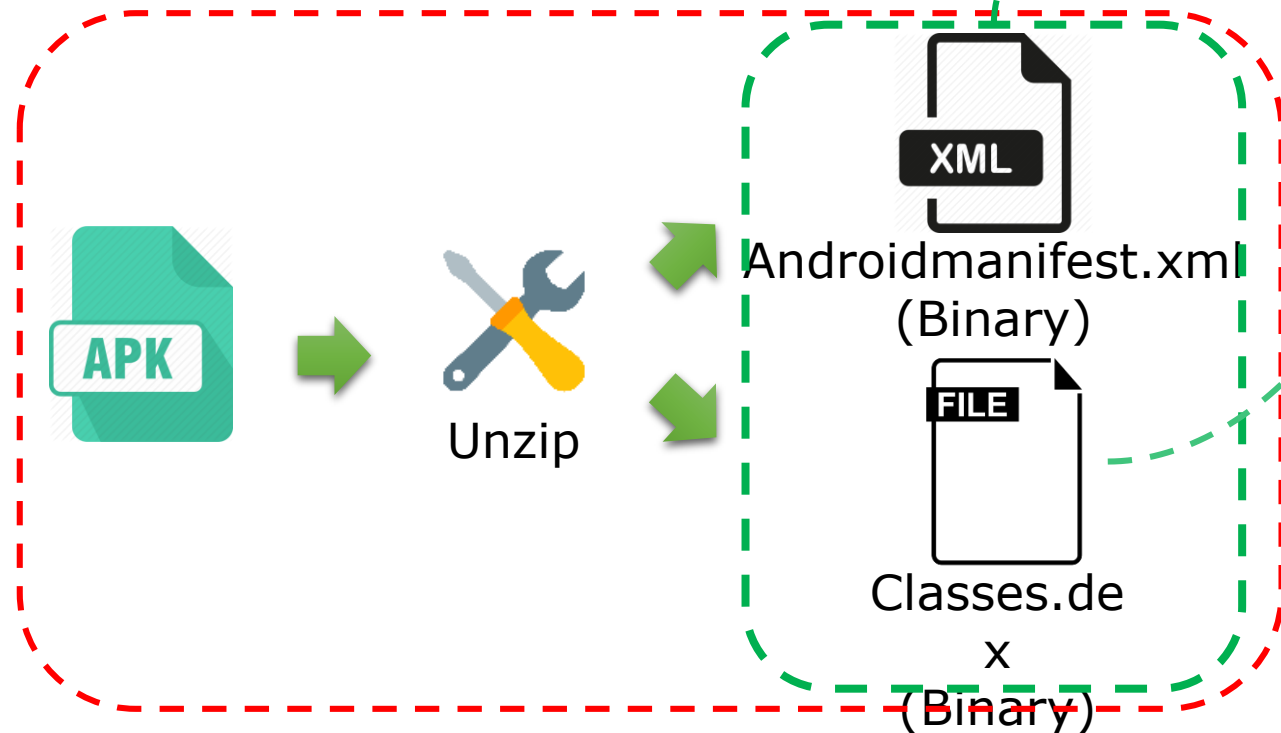 APK
Unzip
XML
Androidmanifest.xml
(Binary)
FILE
Classes.de
x
(Binary)